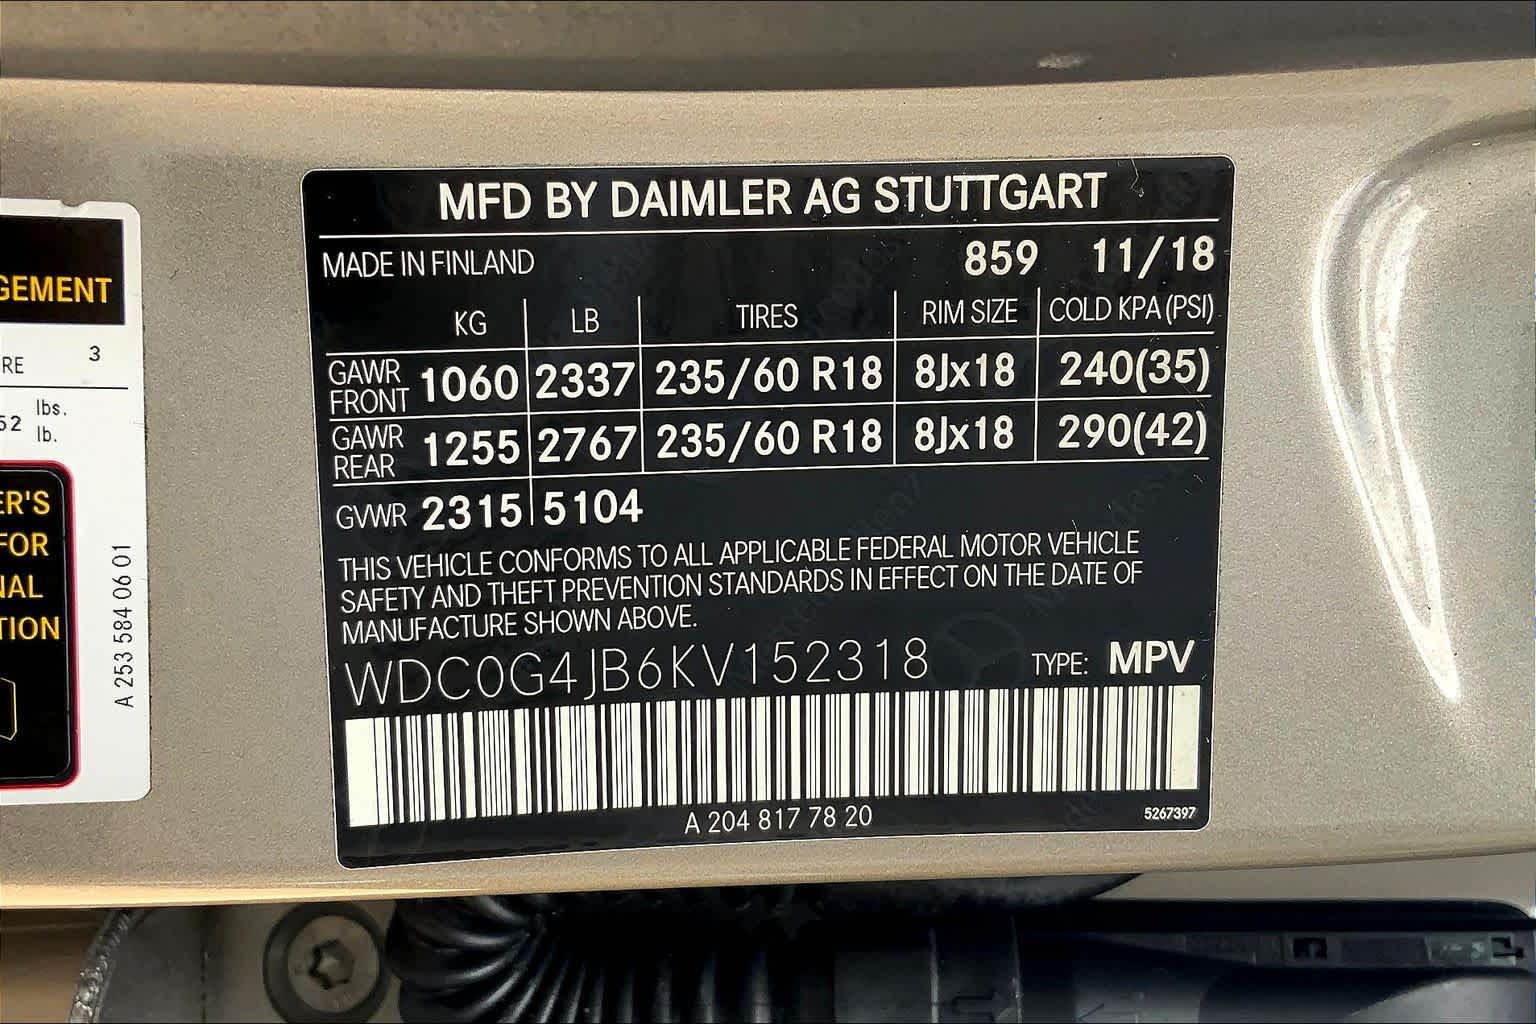 GEMENT
RE 3
52 lbs.
lb.
ER'S
FOR
NAL
TION
A 253 584 06 01
MFD BY DAIMLER AG STUTTGART
MADE IN FINLAND 859 11/18
KG LB TIRES RIM SIZE COLD KPA (PSI)
GAWR FRONT 1060 2337 235/60 R18 8Jx18 240(35)
GAWR REAR 1255 2767 235/60 R18 8Jx18 290(42)
GVWR 2315 5104
THIS VEHICLE CONFORMS TO ALL APPLICABLE FEDERAL MOTOR VEHICLE
SAFETY AND THEFT PREVENTION STANDARDS IN EFFECT ON THE DATE OF
MANUFACTURE SHOWN ABOVE.
WDC0G4JB6KV152318 TYPE: MPV
A 204 817 78 20 5267397